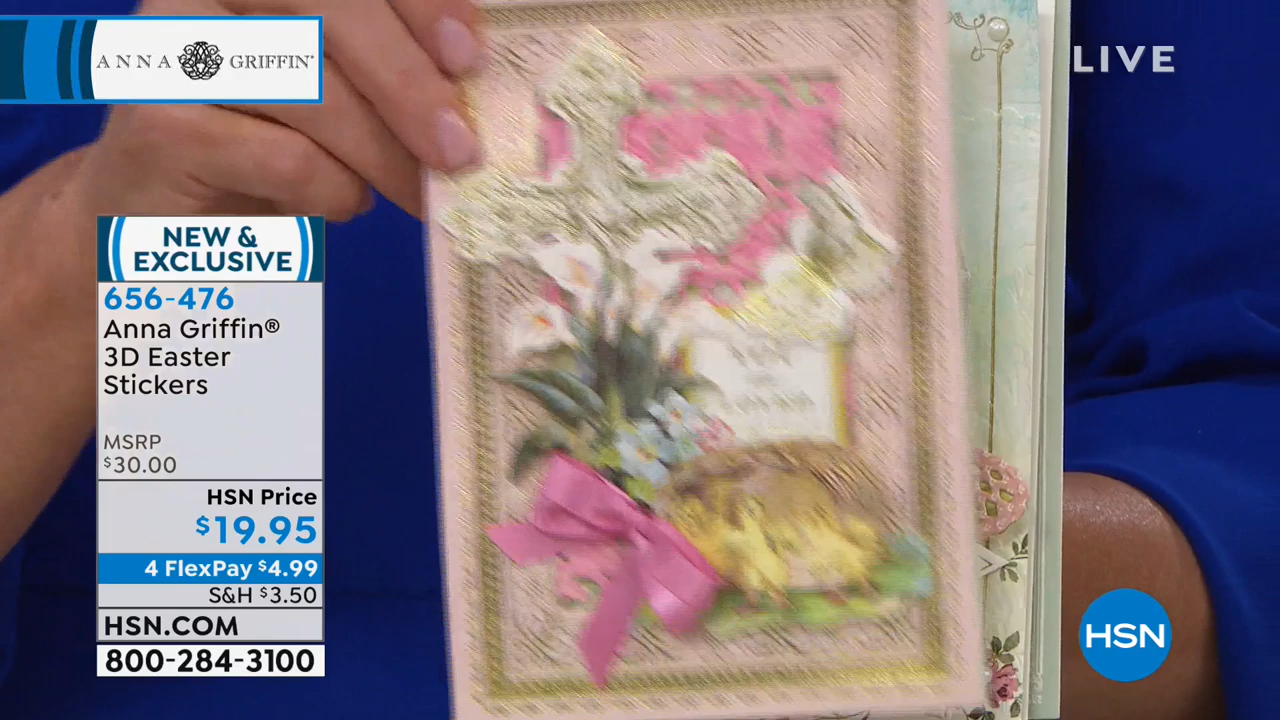 ANNA GRIFFIN®
LIVE
NEW &
EXCLUSIVE
656-476
Anna Griffin®
3D Easter
Stickers
MSRP
$30.00
HSN Price
$19.95
4 FlexPay $4.99
S&H $3.50
HSN.COM
800-284-3100
HSN